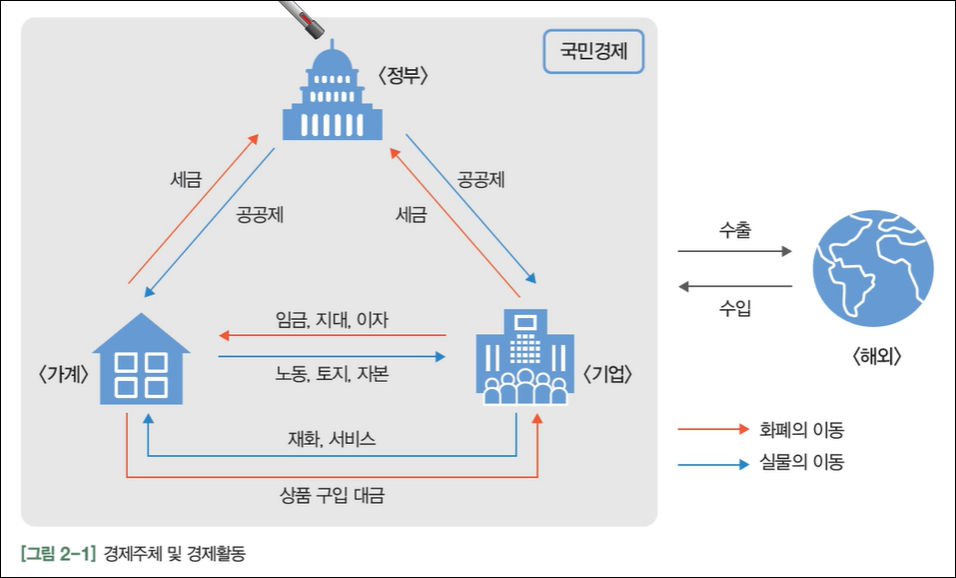 국민경제
〈정부〉
세금
공공제
공공제
세금
수출
수입
임금, 지대, 이자
노동, 토지, 자본
〈가계〉
〈기업〉
〈해외〉
재화, 서비스
상품 구입 대금
화폐의 이동
실물의 이동
[그림 2-1] 경제주체 및 경제활동